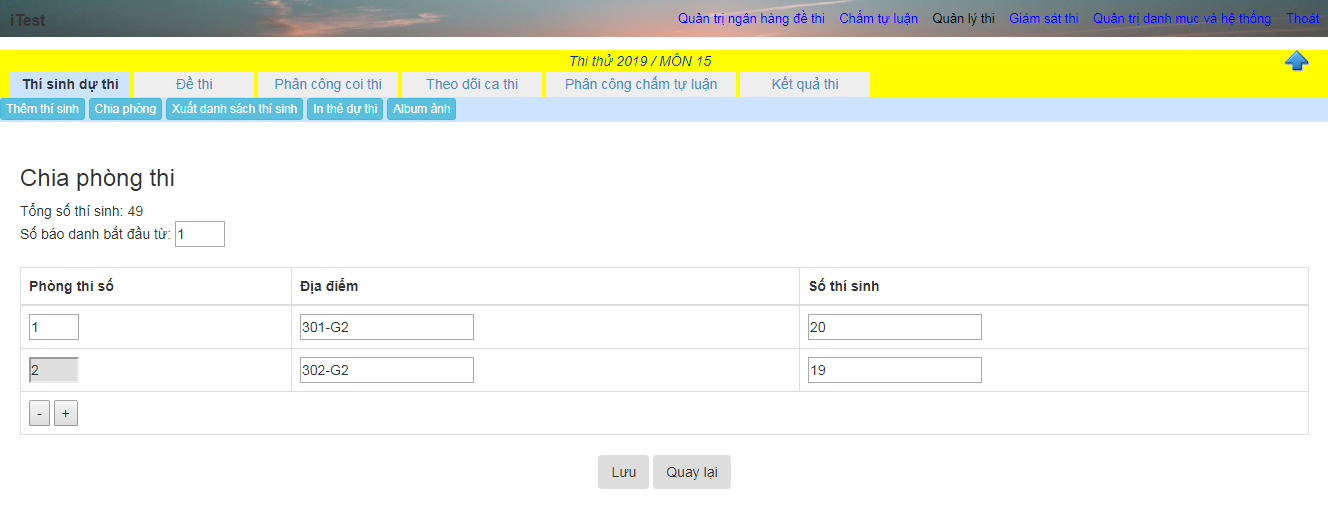 iTest Quản trị ngân hàng đề thi Chấm tự luận Quản lý thi Giám sát thi Quản trị danh mục và hệ thống Thoát
Thi thử 2019 / MÔN 15
Thí sinh dự thi Đề thi Phân công coi thi Theo dõi ca thi Phân công chấm tự luận Kết quả thi
Thêm thí sinh Chia phòng Xuất danh sách thí sinh In thẻ dự thi Album ảnh
Chia phòng thi
Tổng số thí sinh: 49
Số báo danh bắt đầu từ: 1
Phòng thi số Địa điểm Số thí sinh
1 301-G2 20
2 302-G2 19
- +
Lưu Quay lại